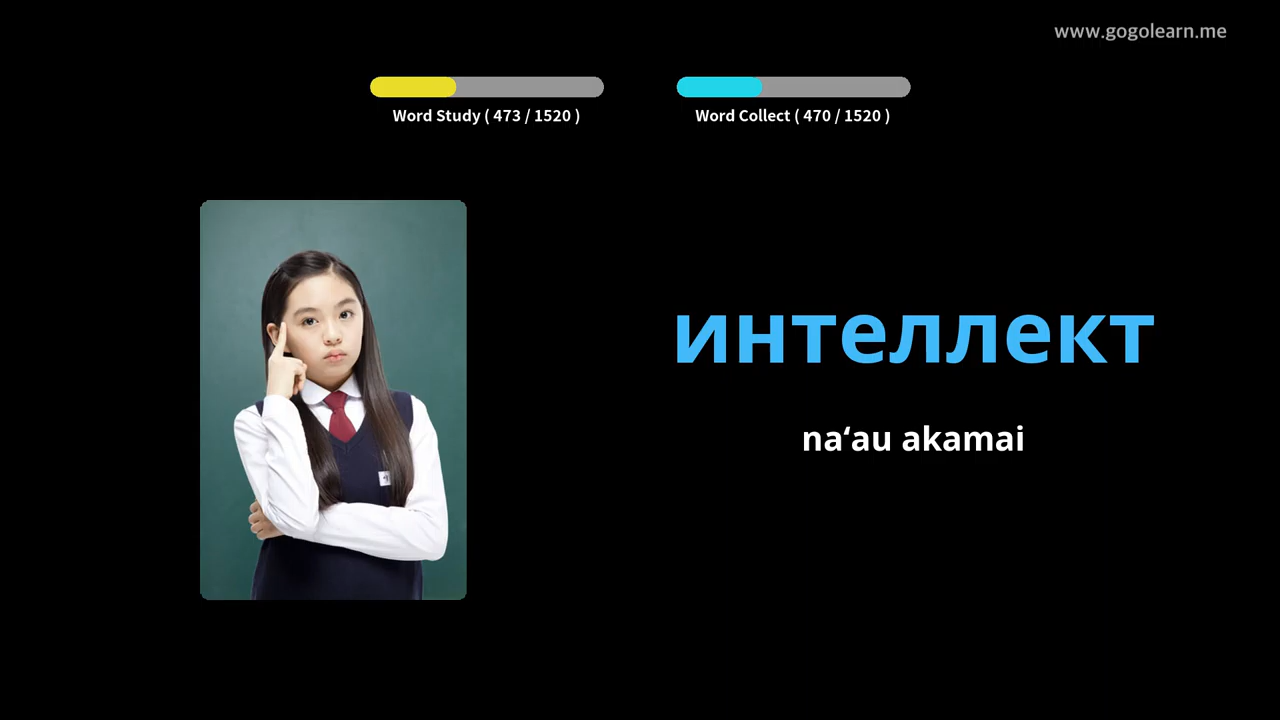 www.gogolearn.me
Word Study ( 473 / 1520 )
Word Collect ( 470 / 1520 )
интеллект
naʻau akamai